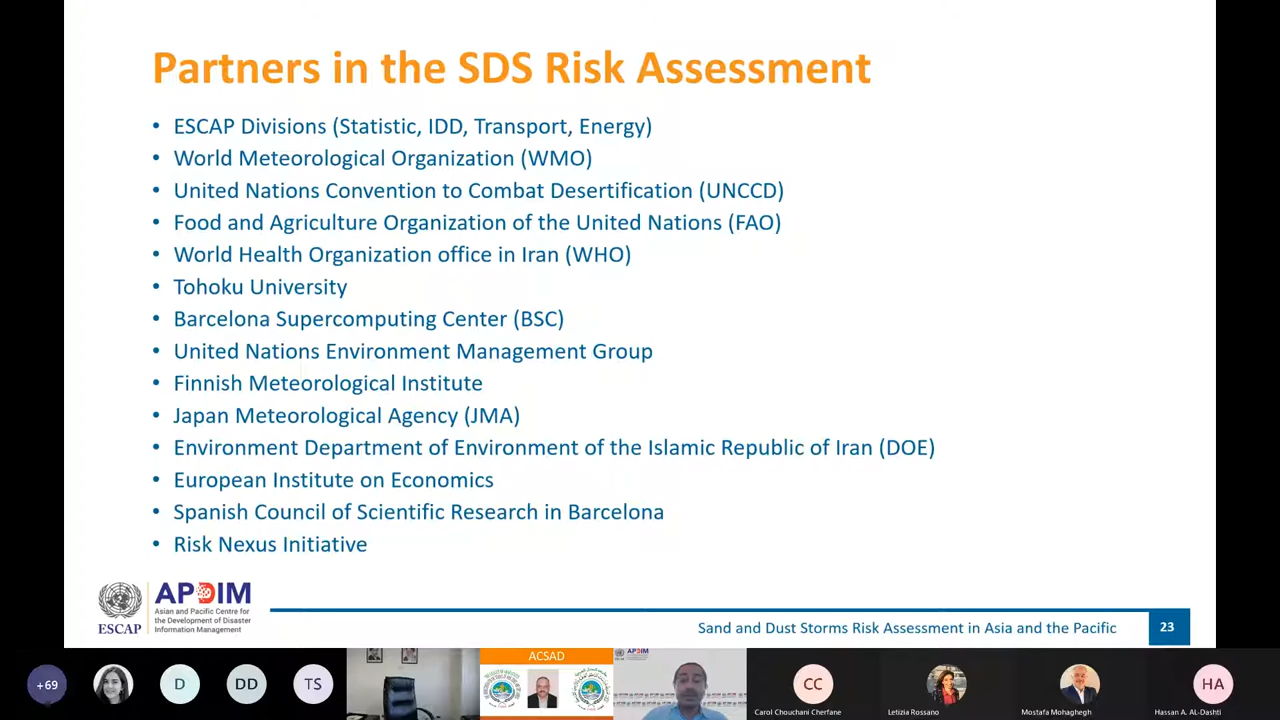 Partners in the SDS Risk Assessment
• ESCAP Divisions (Statistic, IDD, Transport, Energy)
• World Meteorological Organization (WMO)
• United Nations Convention to Combat Desertification (UNCCD)
• Food and Agriculture Organization of the United Nations (FAO)
• World Health Organization office in Iran (WHO)
• Tohoku University
• Barcelona Supercomputing Center (BSC)
• United Nations Environment Management Group
• Finnish Meteorological Institute
• Japan Meteorological Agency (JMA)
• Environment Department of Environment of the Islamic Republic of Iran (DOE)
• European Institute on Economics
• Spanish Council of Scientific Research in Barcelona
• Risk Nexus Initiative
ESCAP
APDIM
Asian and Pacific Centre for
the Development of Disaster
Information Management
Sand and Dust Storms Risk Assessment in Asia and the Pacific
23
+69
D
DD
TS
ACSAD
APDIM
CC
Carol Chouchani Cherfane
Letizia Rossano
Mostafa Mohaghegh
HA
Hassan A. AL-Dashti